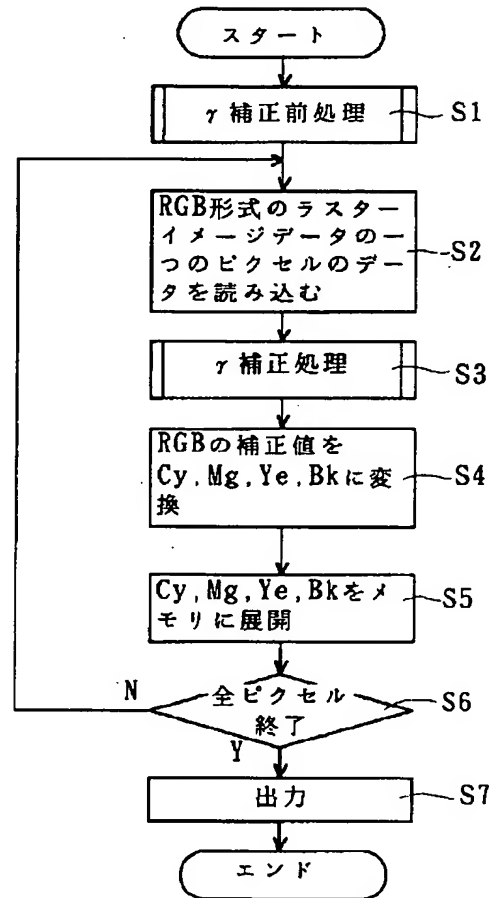 スタート
γ補正前処理
S1
RGB形式のラスター
イメージデータの一
つのピクセルのデー
タを読み込む
S2
γ補正処理
S3
RGBの補正値を
Cy,Mg,Ye,Bkに変
換
S4
Cy,Mg,Ye,Bkをメ
モリに展開
S5
N
全ピクセル
終了
S6
Y
出力
S7
エンド